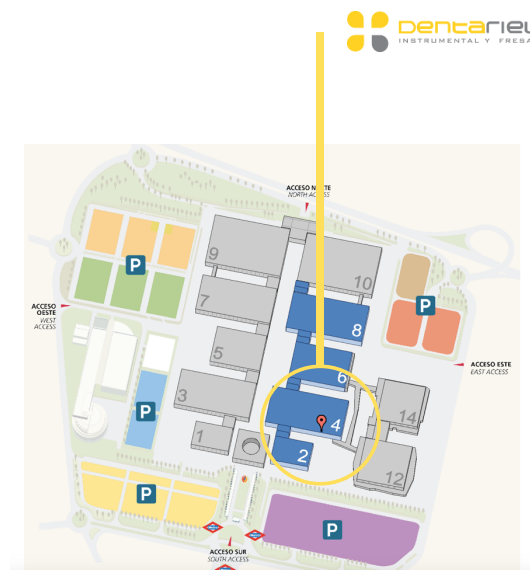 Dentariel
INSTRUMENTAL Y FRESA
ACCESO NORTE
NORTH ACCESS
P
9
10
7
8
P
ACCESO
OESTE
WEST
ACCESS
5
6
ACCESO ESTE
EAST ACCESS
3
4
14
P
1
2
12
P
P
ACCESO SUR
SOUTH ACCESS